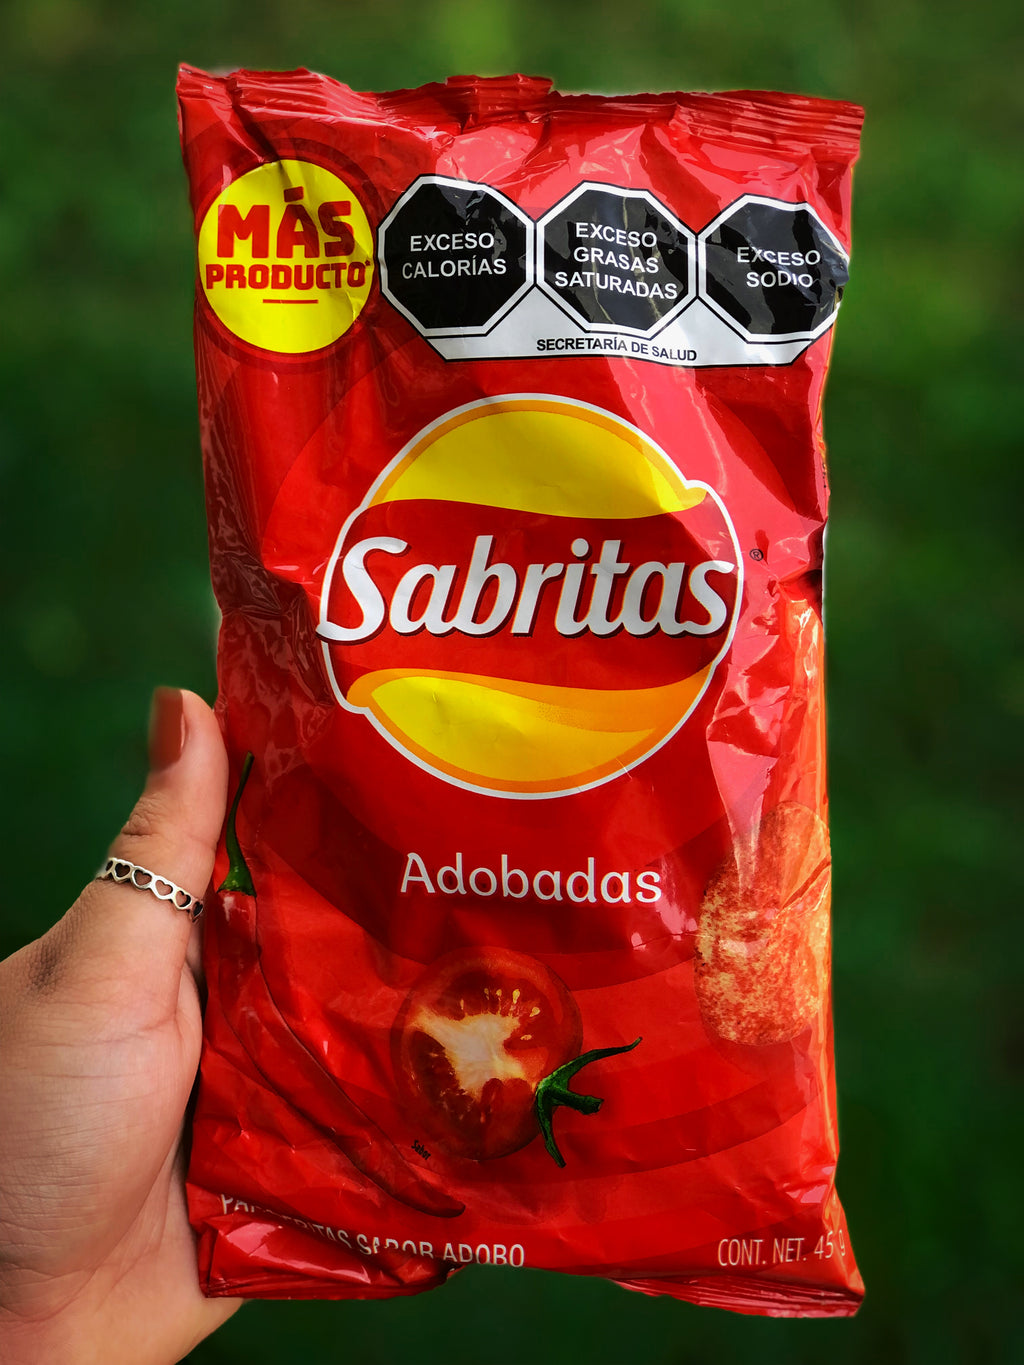 MÁS
PRODUCTO*
EXCESO
CALORÍAS
EXCESO
GRASAS
SATURADAS
EXCESO
SODIO
SECRETARÍA DE SALUD
Sabritas ®
Adobadas
Sabor
SABOR ADOBO
CONT. NET. 45 g